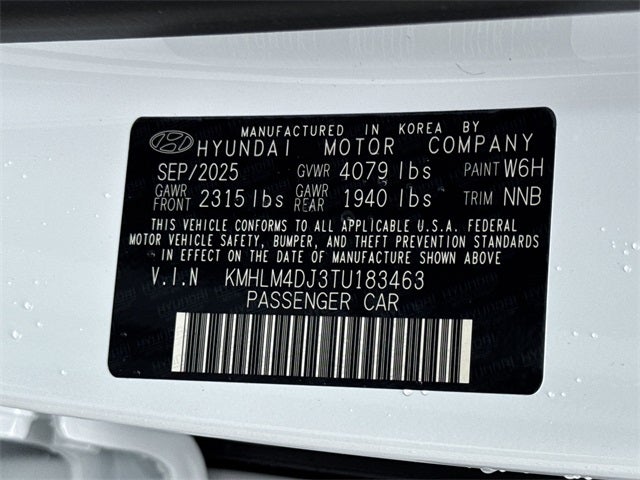 MANUFACTURED IN KOREA BY
HYUNDAI MOTOR COMPANY
SEP/2025 GVWR 4079 lbs PAINT W6H
GAWR FRONT 2315 lbs GAWR REAR 1940 lbs TRIM NNB
THIS VEHICLE CONFORMS TO ALL APPLICABLE U.S.A. FEDERAL
MOTOR VEHICLE SAFETY, BUMPER, AND THEFT PREVENTION STANDARDS
IN EFFECT ON THE DATE OF MANUFACTURE SHOWN ABOVE
V.I.N KMHLM4DJ3TU183463
PASSENGER CAR